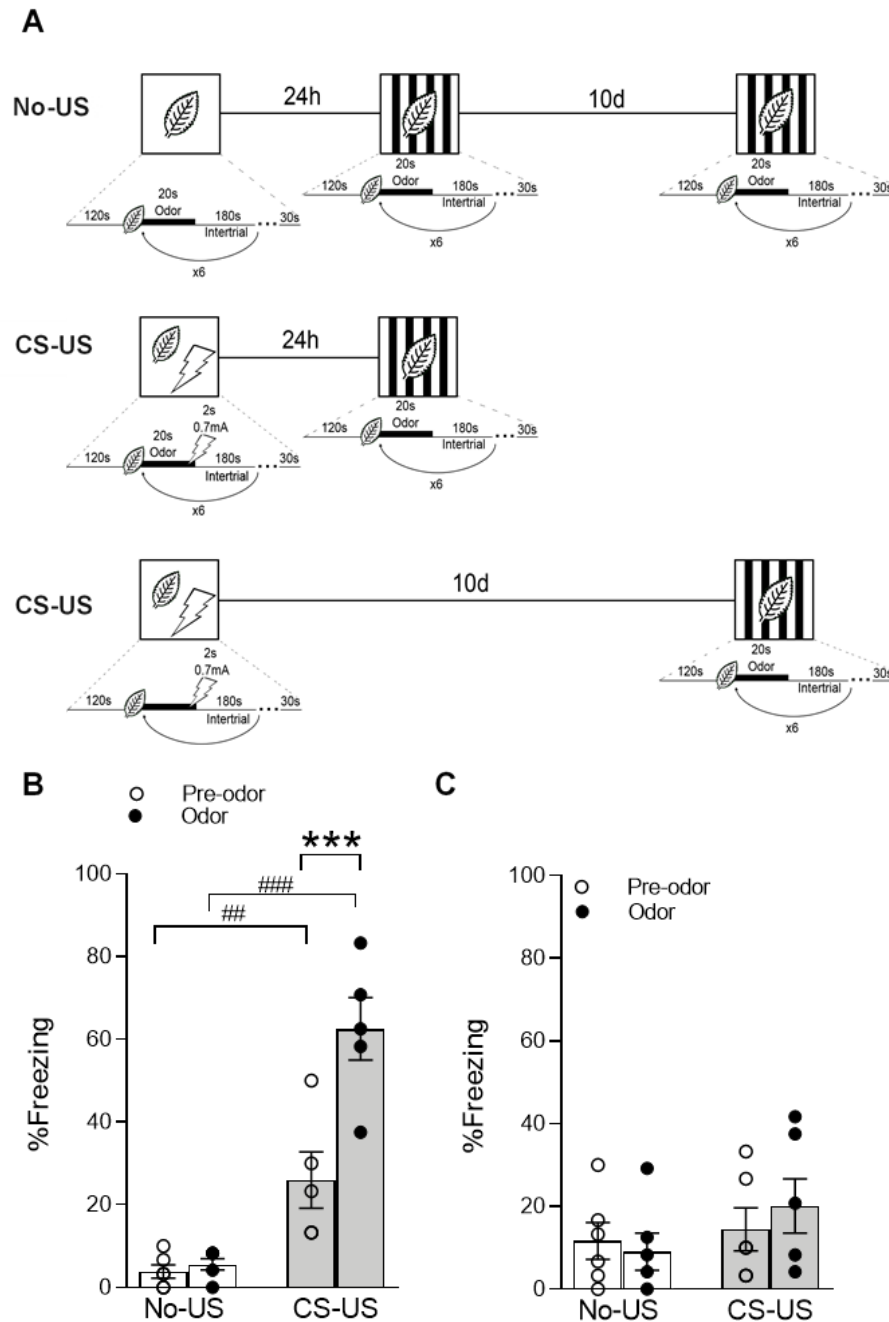 A
No-US
24h
10d
20s
Odor
120s
180s
Intertrial
30s
x6
20s
Odor
120s
180s
Intertrial
30s
x6
20s
Odor
120s
180s
Intertrial
30s
x6
CS-US
24h
2s
0.7mA
20s
Odor
120s
180s
Intertrial
30s
x6
20s
Odor
120s
180s
Intertrial
30s
x6
CS-US
10d
2s
0.7mA
120s
180s
Intertrial
30s
20s
Odor
120s
180s
Intertrial
30s
x6
B
Pre-odor
Odor
***
###
##
100
80
60
40
20
0
%Freezing
No-US
CS-US
C
Pre-odor
Odor
100
80
60
40
20
0
%Freezing
No-US
CS-US